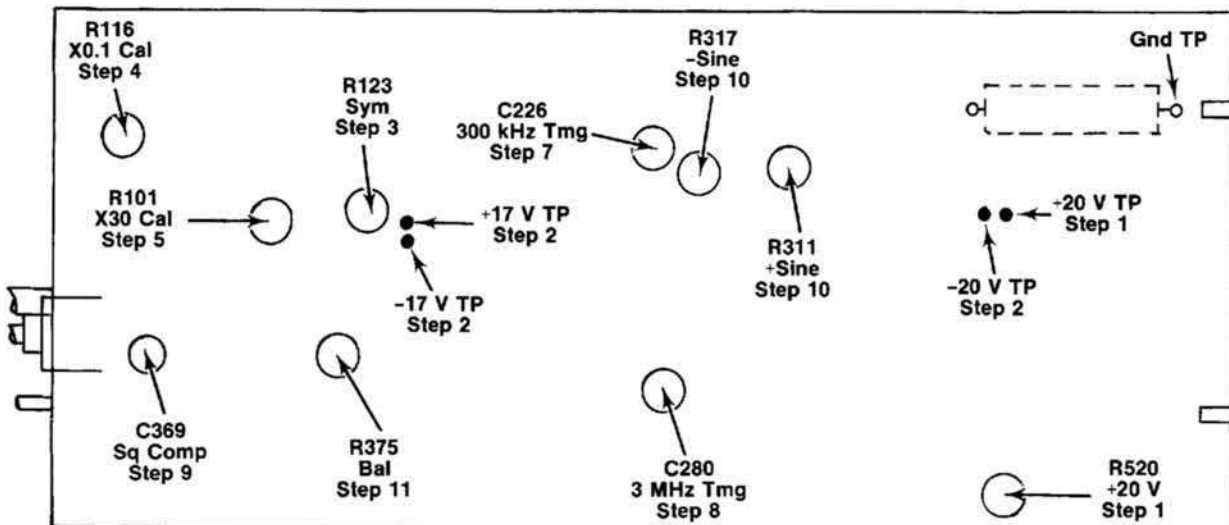 R116
X0.1 Cal
Step 4
R123
Sym
Step 3
C226
300 kHz Tmg
Step 7
R317
-Sine
Step 10
Gnd TP
R101
X30 Cal
Step 5
+17 V TP
Step 2
-17 V TP
Step 2
R311
+Sine
Step 10
+20 V TP
Step 1
-20 V TP
Step 2
C369
Sq Comp
Step 9
R375
Bal
Step 11
C280
3 MHz Tmg
Step 8
R520
+20 V
Step 1